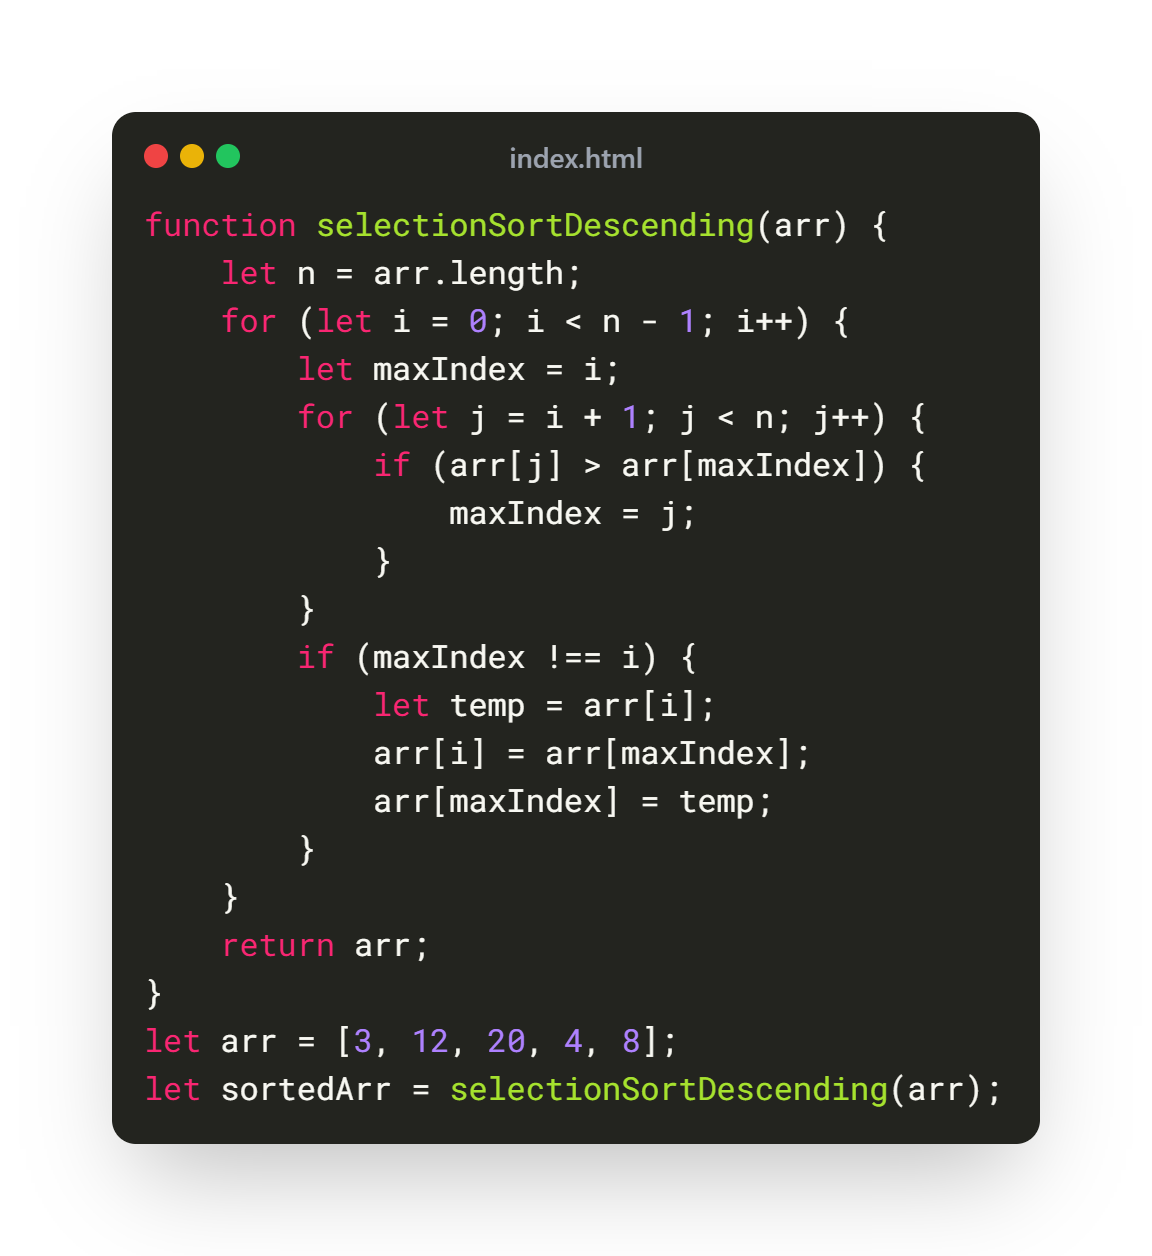 index.html
function selectionSortDescending(arr) {
    let n = arr.length;
    for (let i = 0; i < n - 1; i++) {
        let maxIndex = i;
        for (let j = i + 1; j < n; j++) {
            if (arr[j] > arr[maxIndex]) {
                maxIndex = j;
            }
        }
        if (maxIndex !== i) {
            let temp = arr[i];
            arr[i] = arr[maxIndex];
            arr[maxIndex] = temp;
        }
    }
    return arr;
}
let arr = [3, 12, 20, 4, 8];
let sortedArr = selectionSortDescending(arr);